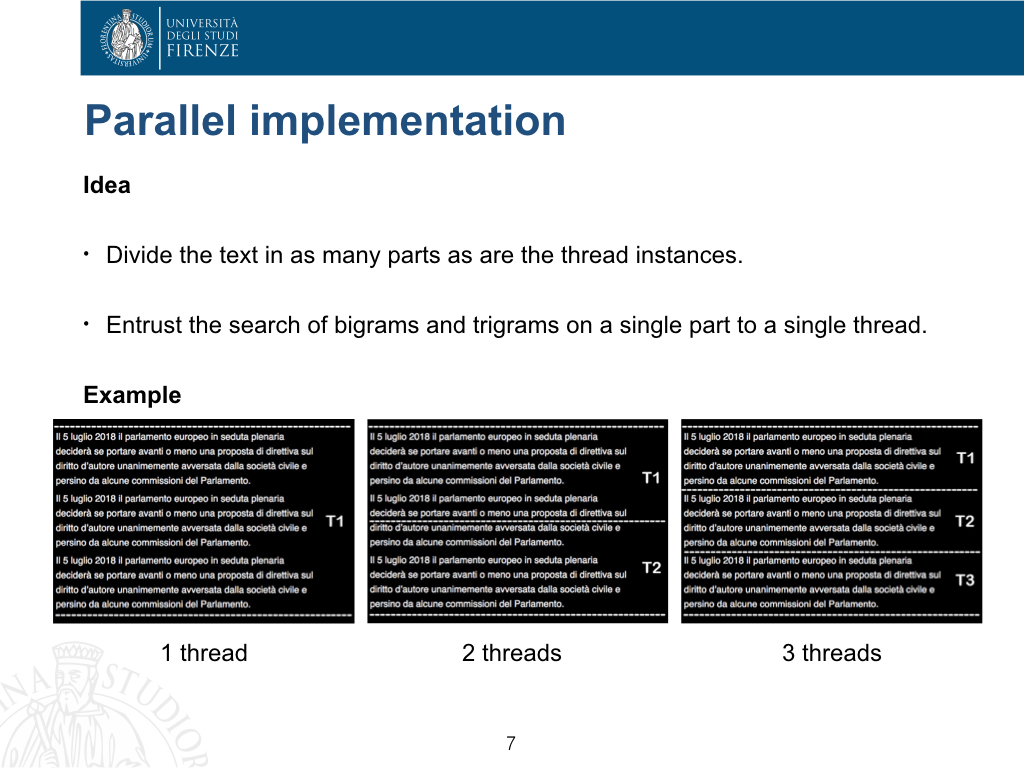 UNIVERSITÀ
DEGLI STUDI
FIRENZE
Parallel implementation
Idea
• Divide the text in as many parts as are the thread instances.
• Entrust the search of bigrams and trigrams on a single part to a single thread.
Example
Il 5 luglio 2018 il parlamento europeo in seduta plenaria
deciderà se portare avanti o meno una proposta di direttiva sul
diritto d'autore unanimemente avversata dalla società civile e
persino da alcune commissioni del Parlamento.
Il 5 luglio 2018 il parlamento europeo in seduta plenaria
deciderà se portare avanti o meno una proposta di direttiva sul
diritto d'autore unanimemente avversata dalla società civile e
persino da alcune commissioni del Parlamento.
Il 5 luglio 2018 il parlamento europeo in seduta plenaria
deciderà se portare avanti o meno una proposta di direttiva sul
diritto d'autore unanimemente avversata dalla società civile e
persino da alcune commissioni del Parlamento.
T1
Il 5 luglio 2018 il parlamento europeo in seduta plenaria
deciderà se portare avanti o meno una proposta di direttiva sul
diritto d'autore unanimemente avversata dalla società civile e
persino da alcune commissioni del Parlamento.
Il 5 luglio 2018 il parlamento europeo in seduta plenaria
deciderà se portare avanti o meno una proposta di direttiva sul
diritto d'autore unanimemente avversata dalla società civile e
persino da alcune commissioni del Parlamento.
Il 5 luglio 2018 il parlamento europeo in seduta plenaria
deciderà se portare avanti o meno una proposta di direttiva sul
diritto d'autore unanimemente avversata dalla società civile e
persino da alcune commissioni del Parlamento.
T1
T2
Il 5 luglio 2018 il parlamento europeo in seduta plenaria
deciderà se portare avanti o meno una proposta di direttiva sul
diritto d'autore unanimemente avversata dalla società civile e
persino da alcune commissioni del Parlamento.
Il 5 luglio 2018 il parlamento europeo in seduta plenaria
deciderà se portare avanti o meno una proposta di direttiva sul
diritto d'autore unanimemente avversata dalla società civile e
persino da alcune commissioni del Parlamento.
Il 5 luglio 2018 il parlamento europeo in seduta plenaria
deciderà se portare avanti o meno una proposta di direttiva sul
diritto d'autore unanimemente avversata dalla società civile e
persino da alcune commissioni del Parlamento.
T1
T2
T3
1 thread
2 threads
3 threads
7